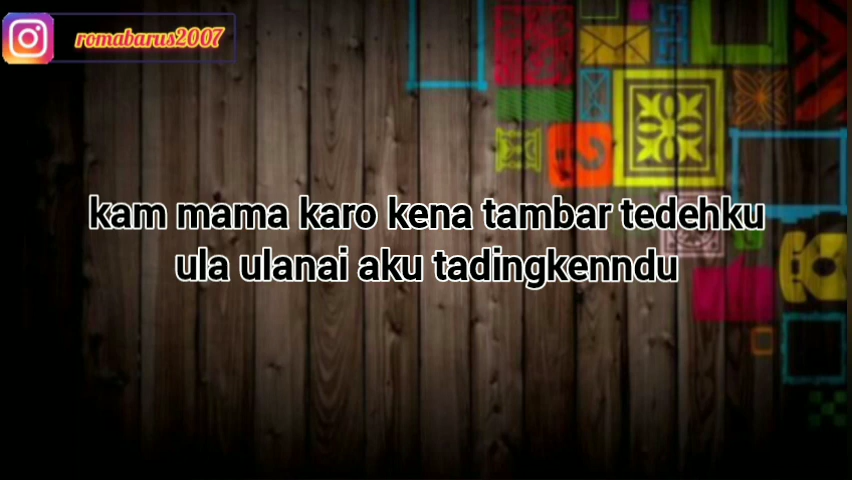 romabarus2007
kam mama karo kena tambar tedehku
ula ulanai aku tadingkenndu